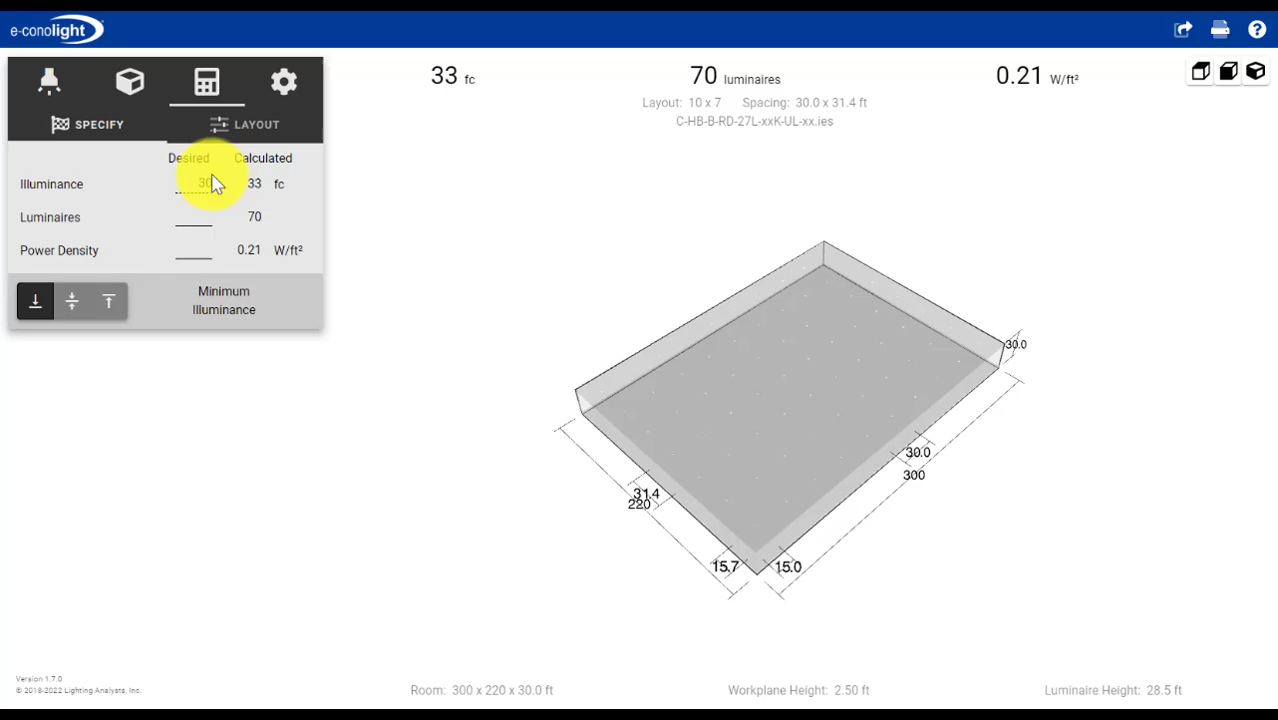 e-conolight
33 fc
70 luminaires
0.21 W/ft²
Layout: 10 x 7 Spacing: 30.0 x 31.4 ft
C-HB-B-RD-27L-xxK-UL-xx.ies
SPECIFY LAYOUT
Desired Calculated
Illuminance 30 33 fc
Luminaires 70
Power Density 0.21 W/ft²
Minimum
Illuminance
30.0
30.0
300
31.4
220
15.7
15.0
Version 1.7.0
© 2018-2022 Lighting Analysts, Inc.
Room: 300 x 220 x 30.0 ft
Workplane Height: 2.50 ft
Luminaire Height: 28.5 ft